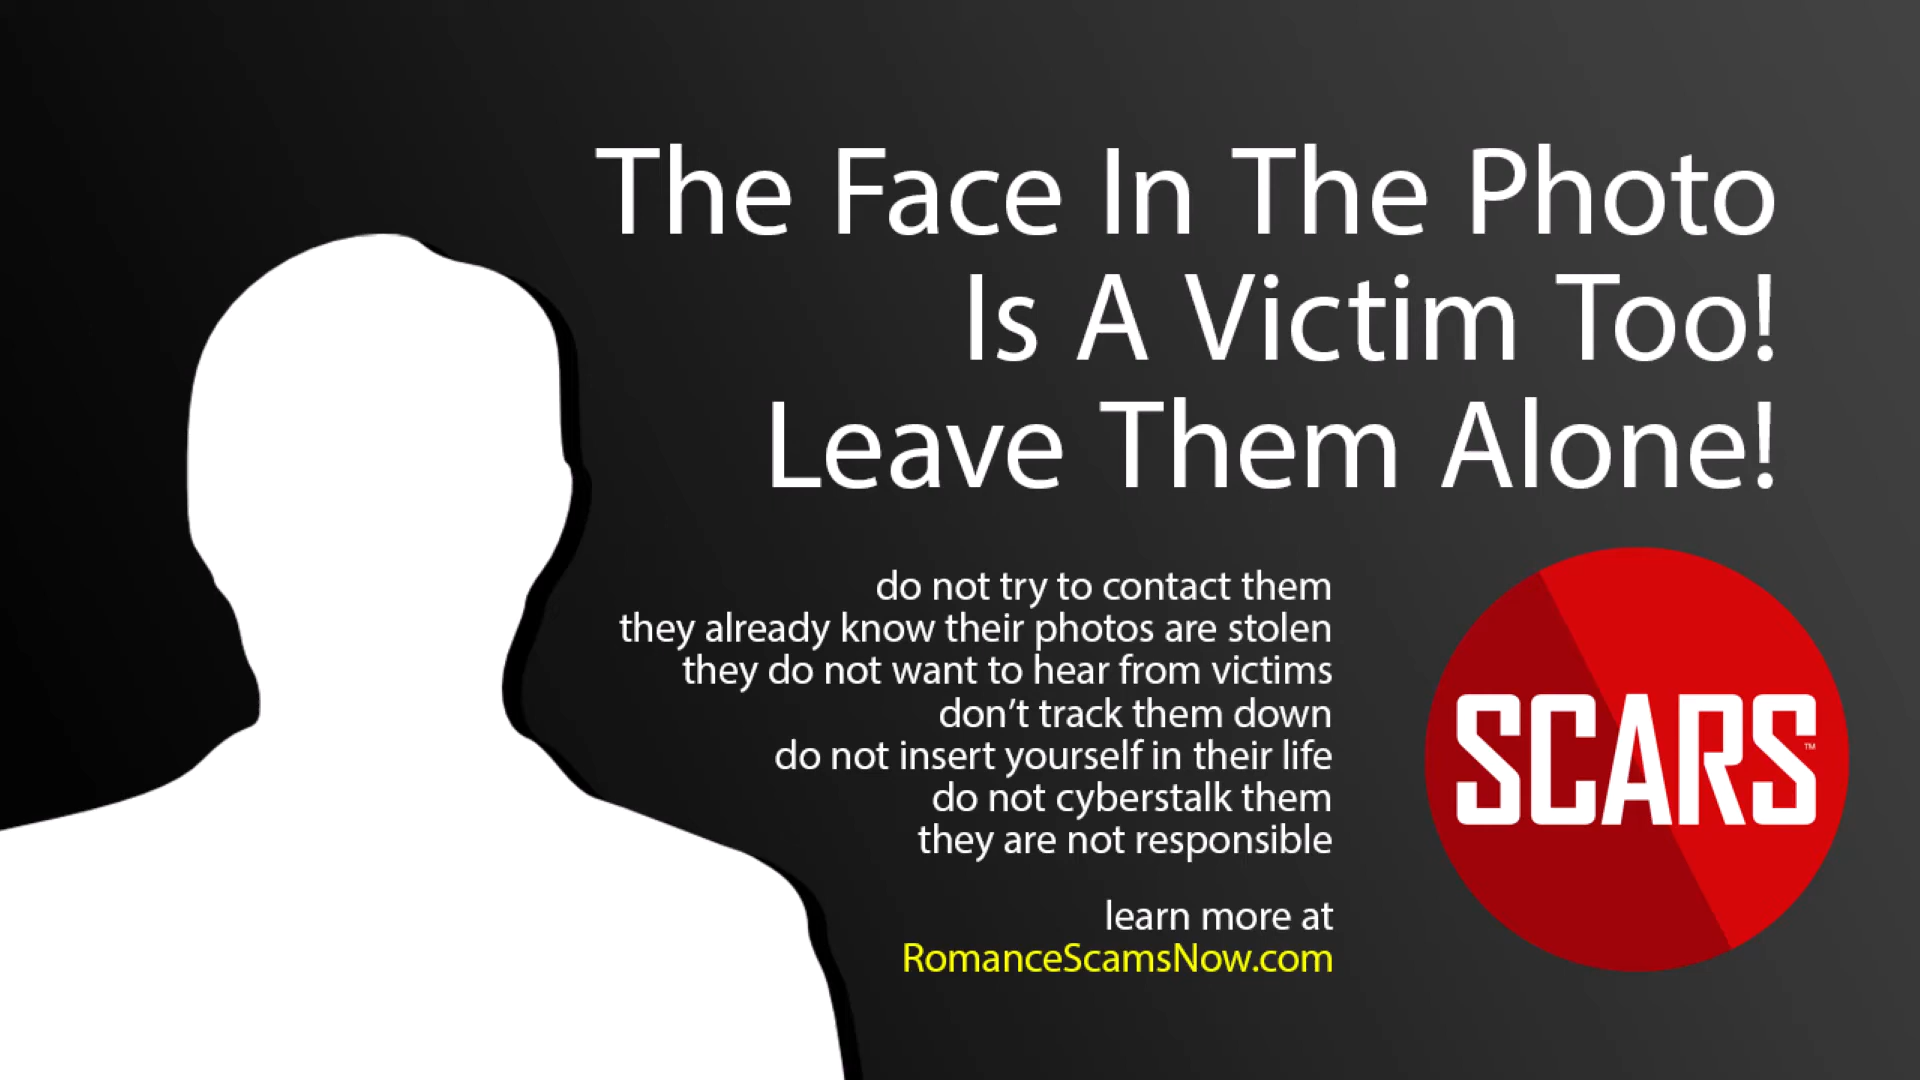 The Face In The Photo
Is A Victim Too!
Leave Them Alone!
do not try to contact them
they already know their photos are stolen
they do not want to hear from victims
don’t track them down
do not insert yourself in their life
do not cyberstalk them
they are not responsible
learn more at
RomanceScamsNow.com
SCARS™